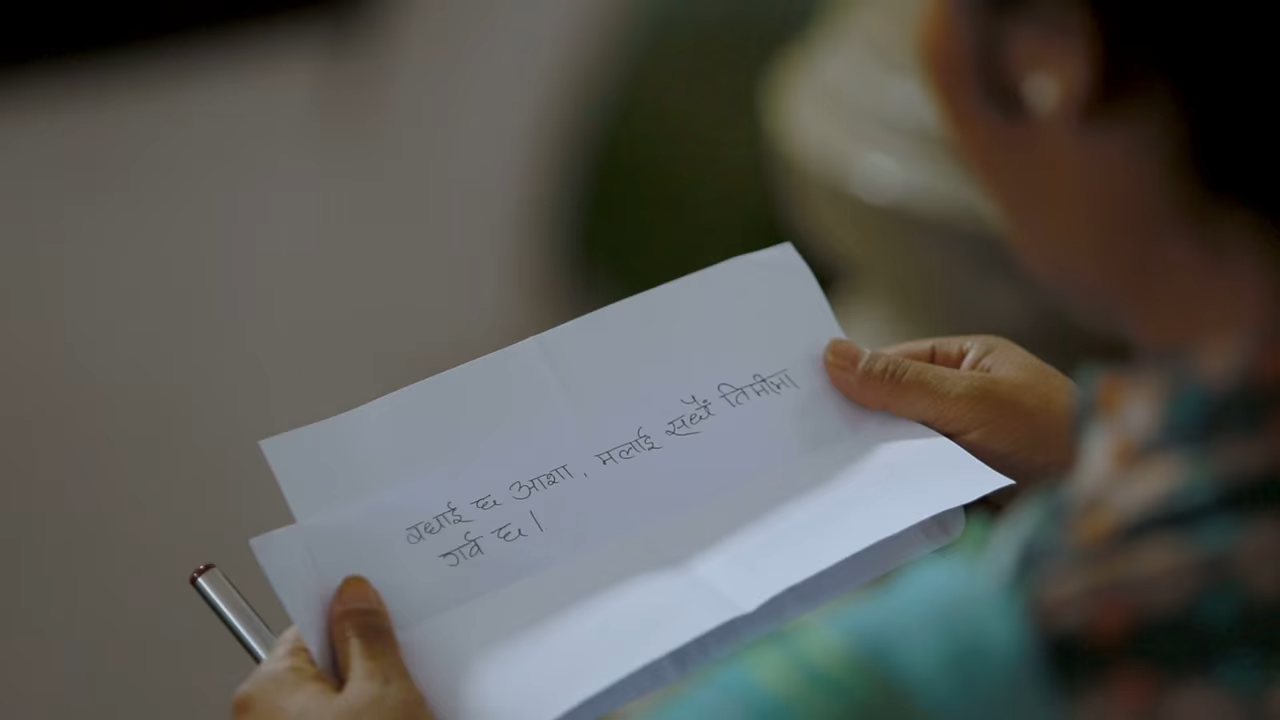 बधाई छ आशा, मलाई सधैँ तिमीमा
गर्व छ।